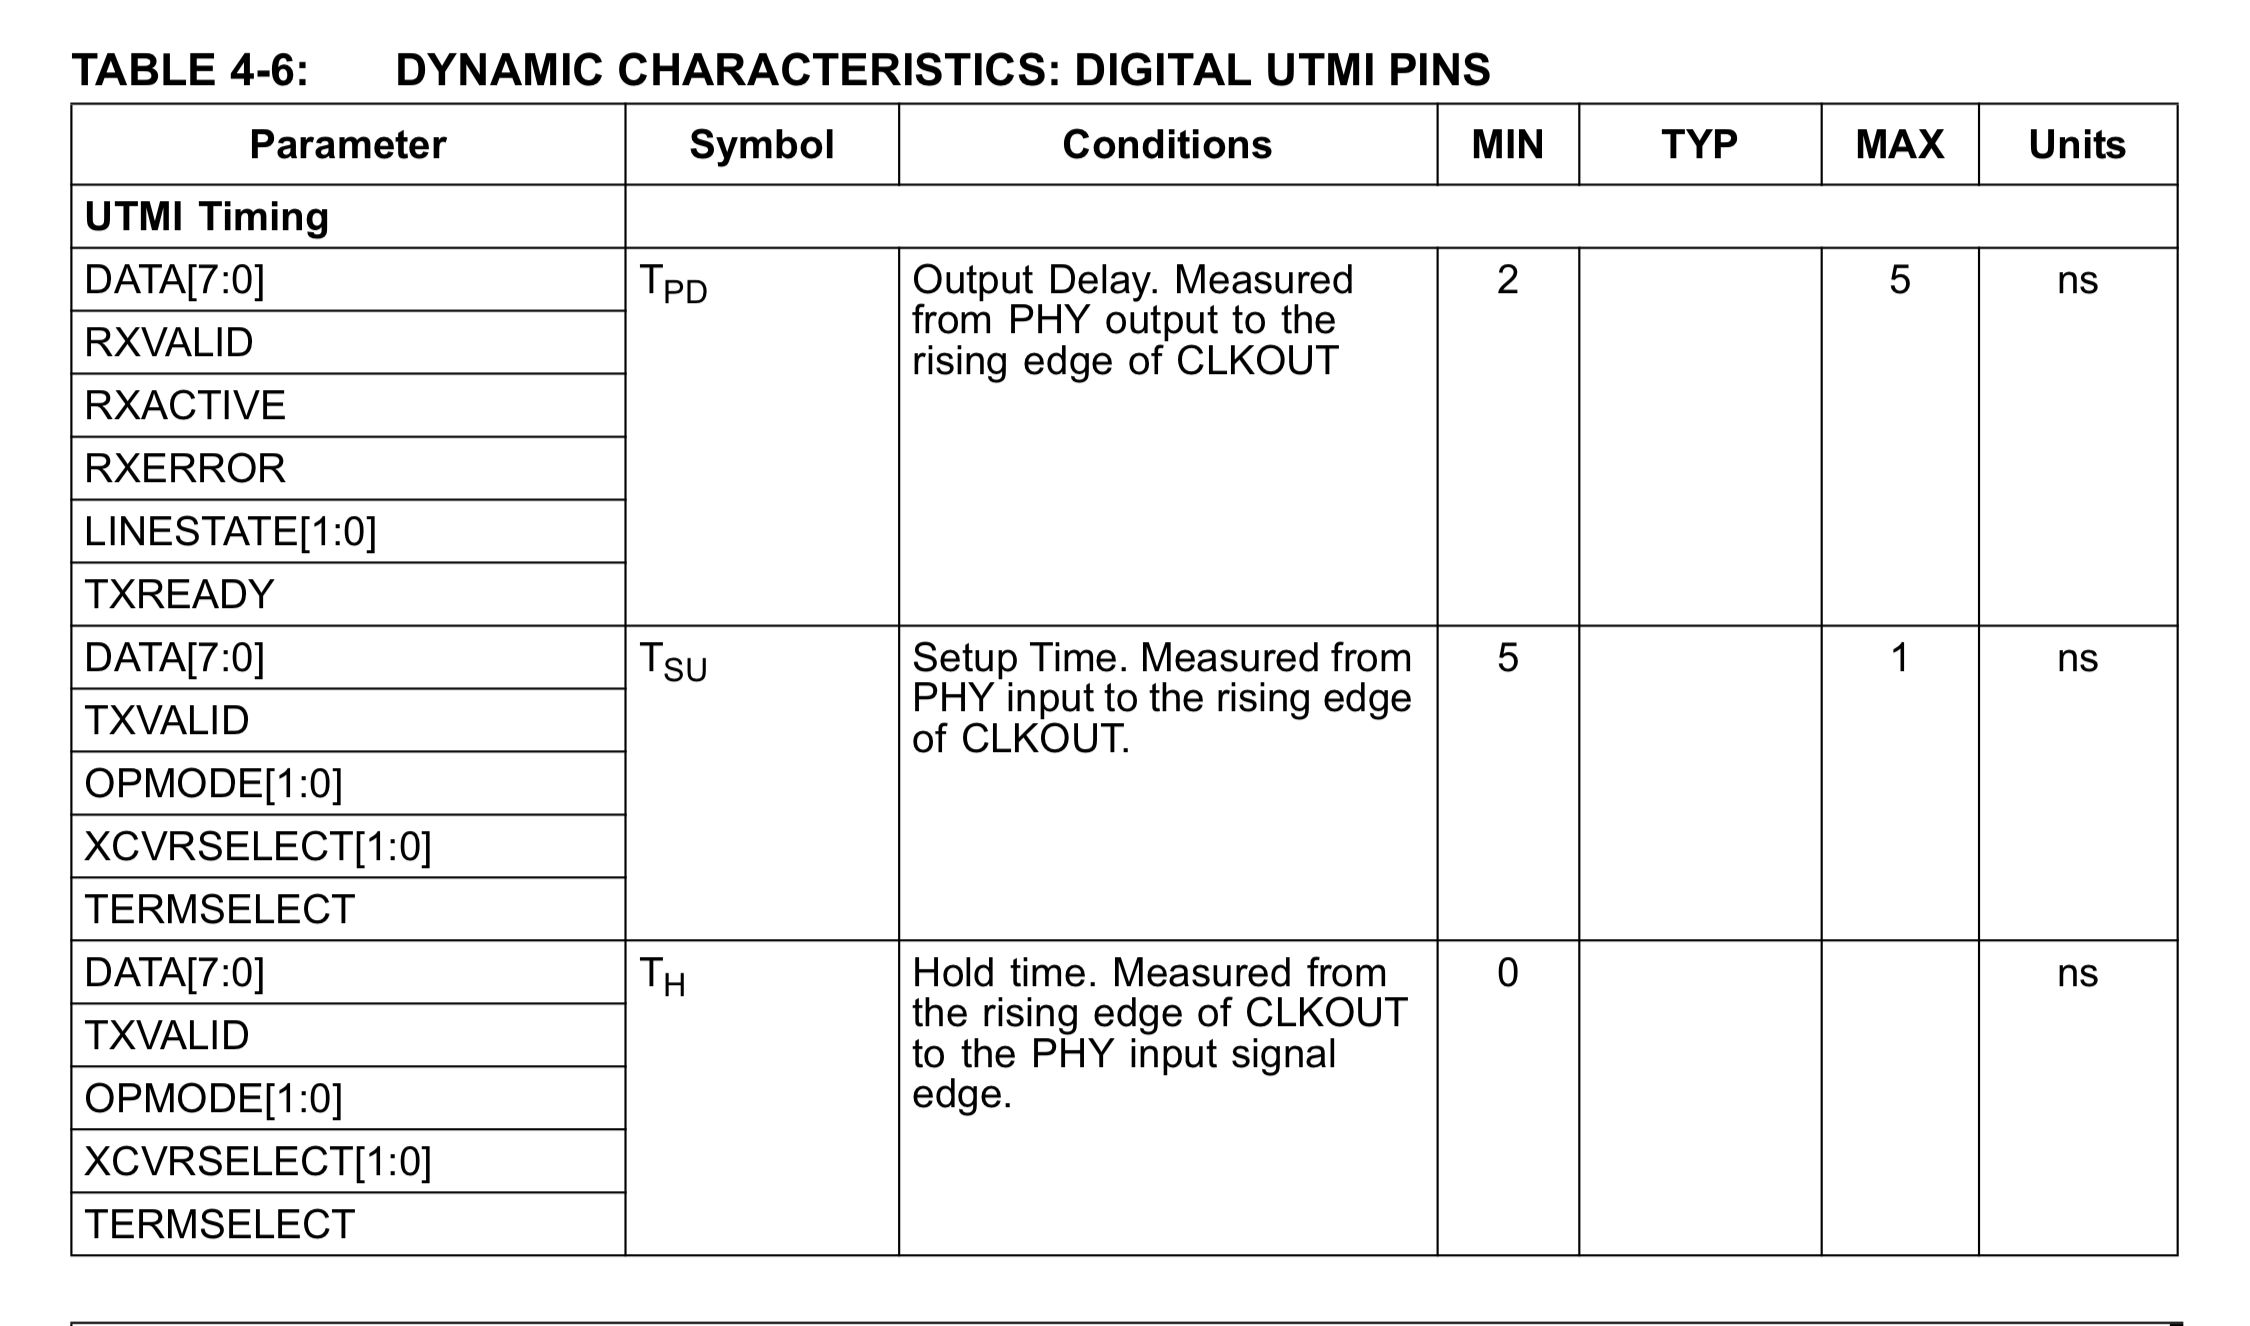 TABLE 4-6: DYNAMIC CHARACTERISTICS: DIGITAL UTMI PINS
Parameter Symbol Conditions MIN TYP MAX Units
UTMI Timing
DATA[7:0] TPD Output Delay. Measured 2 5 ns
from PHY output to the
RXVALID
rising edge of CLKOUT
RXACTIVE
RXERROR
LINESTATE[1:0]
TXREADY
DATA[7:0] TSU Setup Time. Measured from 5 1 ns
PHY input to the rising edge
TXVALID
of CLKOUT.
OPMODE[1:0]
XCVRSELECT[1:0]
TERMSELECT
DATA[7:0] TH Hold time. Measured from 0 ns
the rising edge of CLKOUT
TXVALID
to the PHY input signal
OPMODE[1:0]
edge.
XCVRSELECT[1:0]
TERMSELECT